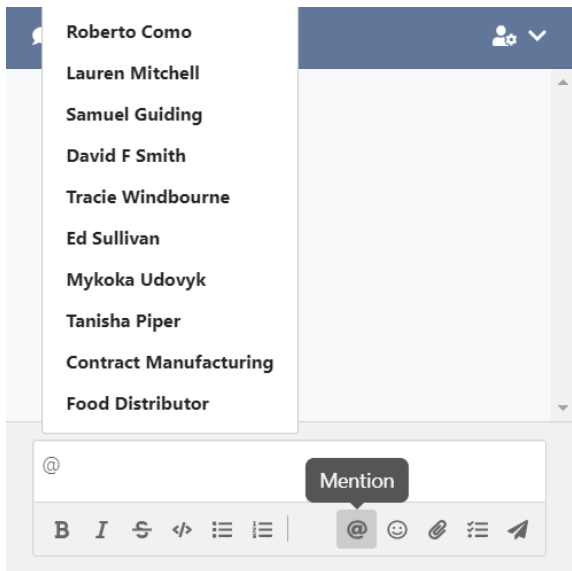 Roberto Como
Lauren Mitchell
Samuel Guiding
David F Smith
Tracie Windbourne
Ed Sullivan
Mykoka Udovyk
Tanisha Piper
Contract Manufacturing
Food Distributor
@
Mention
B I S </> @